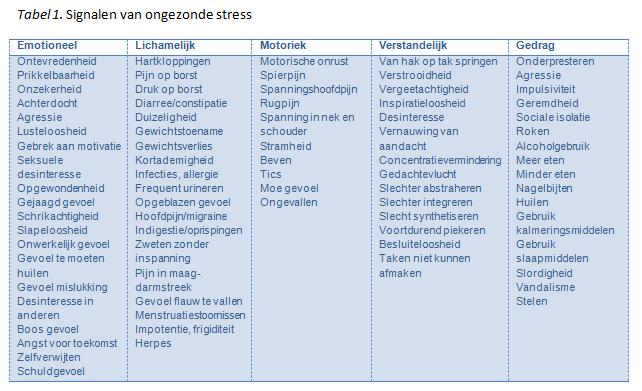 Tabel 1. Signalen van ongezonde stress
Emotioneel
Ontevredenheid
Prikkelbaarheid
Onzekerheid
Achterdocht
Agressie
Lusteloosheid
Gebrek aan motivatie
Seksuele
desinteresse
Opgewondenheid
Gejaagd gevoel
Schrikachtigheid
Slapeloosheid
Onwerkelijk gevoel
Gevoel te moeten
huilen
Gevoel mislukking
Desinteresse in
anderen
Boos gevoel
Angst voor toekomst
Zelfverwijten
Schuldgevoel
Lichamelijk
Hartkloppingen
Pijn op borst
Druk op borst
Diarree/constipatie
Duizeligheid
Gewichtstoename
Gewichtsverlies
Kortademigheid
Infecties, allergie
Frequent urineren
Opgeblazen gevoel
Hoofdpijn/migraine
Indigestie/oprispingen
Zweten zonder
inspanning
Pijn in maag-
darmstreek
Gevoel flauw te vallen
Menstruatiestoornissen
Impotentie, frigiditeit
Herpes
Motoriek
Motorische onrust
Spierpijn
Spanningshoofdpijn
Rugpijn
Spanning in nek en
schouder
Stramheid
Beven
Tics
Moe gevoel
Ongevallen
Verstandelijk
Van hak op tak springen
Verstrooidheid
Vergeetachtigheid
Inspiratieloosheid
Desinteresse
Vernauwing van
aandacht
Concentratievermindering
Gedachtevlucht
Slechter abstraheren
Slechter integreren
Slecht synthetiseren
Voortdurend piekeren
Besluiteloosheid
Taken niet kunnen
afmaken
Gedrag
Onderpresteren
Agressie
Impulsiviteit
Geremdheid
Sociale isolatie
Roken
Alcoholgebruik
Meer eten
Minder eten
Nagelbijten
Huilen
Gebruik
kalmeringsmiddelen
Gebruik
slaapmiddelen
Slordigheid
Vandalisme
Stelen